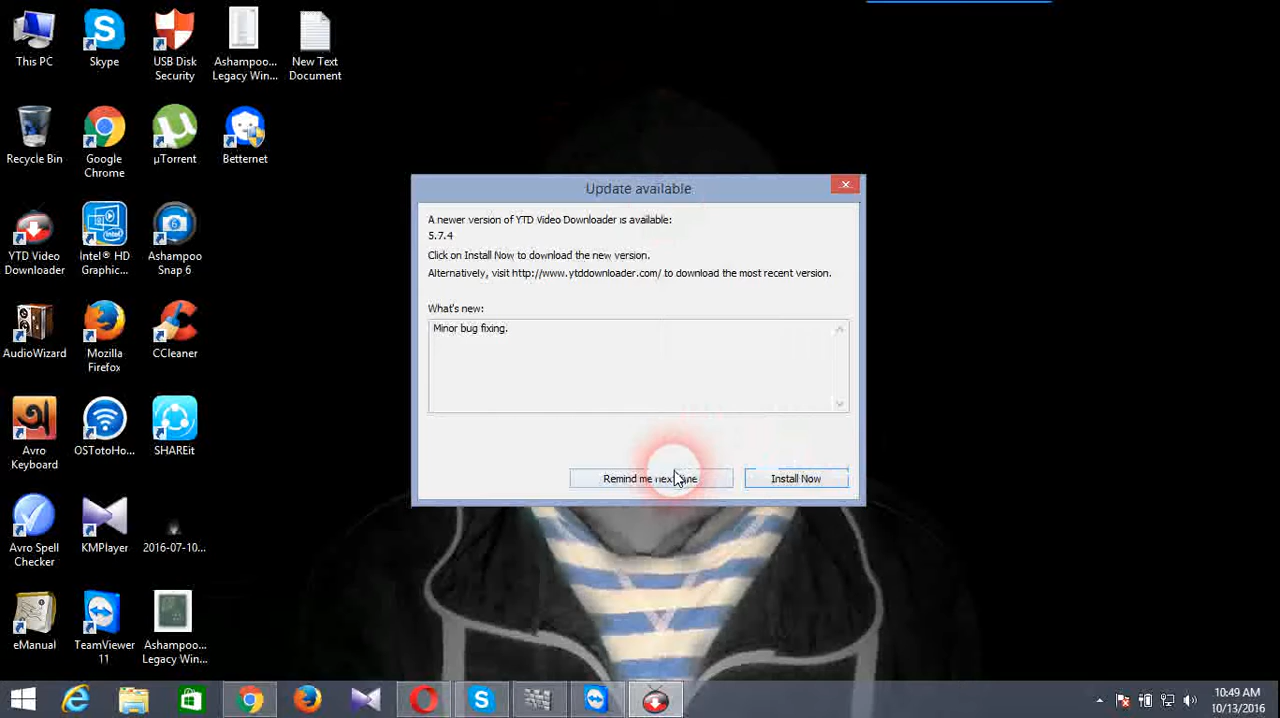 This PC
Skype
USB Disk
Security
Ashampoo...
Legacy Win...
New Text
Document
Recycle Bin
Google
Chrome
µTorrent
Betternet
YTD Video
Downloader
Intel® HD
Graphic...
Ashampoo
Snap 6
AudioWizard
Mozilla
Firefox
CCleaner
Avro
Keyboard
OSTotoHo...
SHAREit
Avro Spell
Checker
KMPlayer
2016-07-10...
eManual
TeamViewer
11
Ashampoo...
Legacy Win...
Update available
A newer version of YTD Video Downloader is available:
5.7.4
Click on Install Now to download the new version.
Alternatively, visit http://www.ytddownloader.com/ to download the most recent version.
What's new:
Minor bug fixing.
Remind me next time
Install Now
10:49 AM
10/13/2016